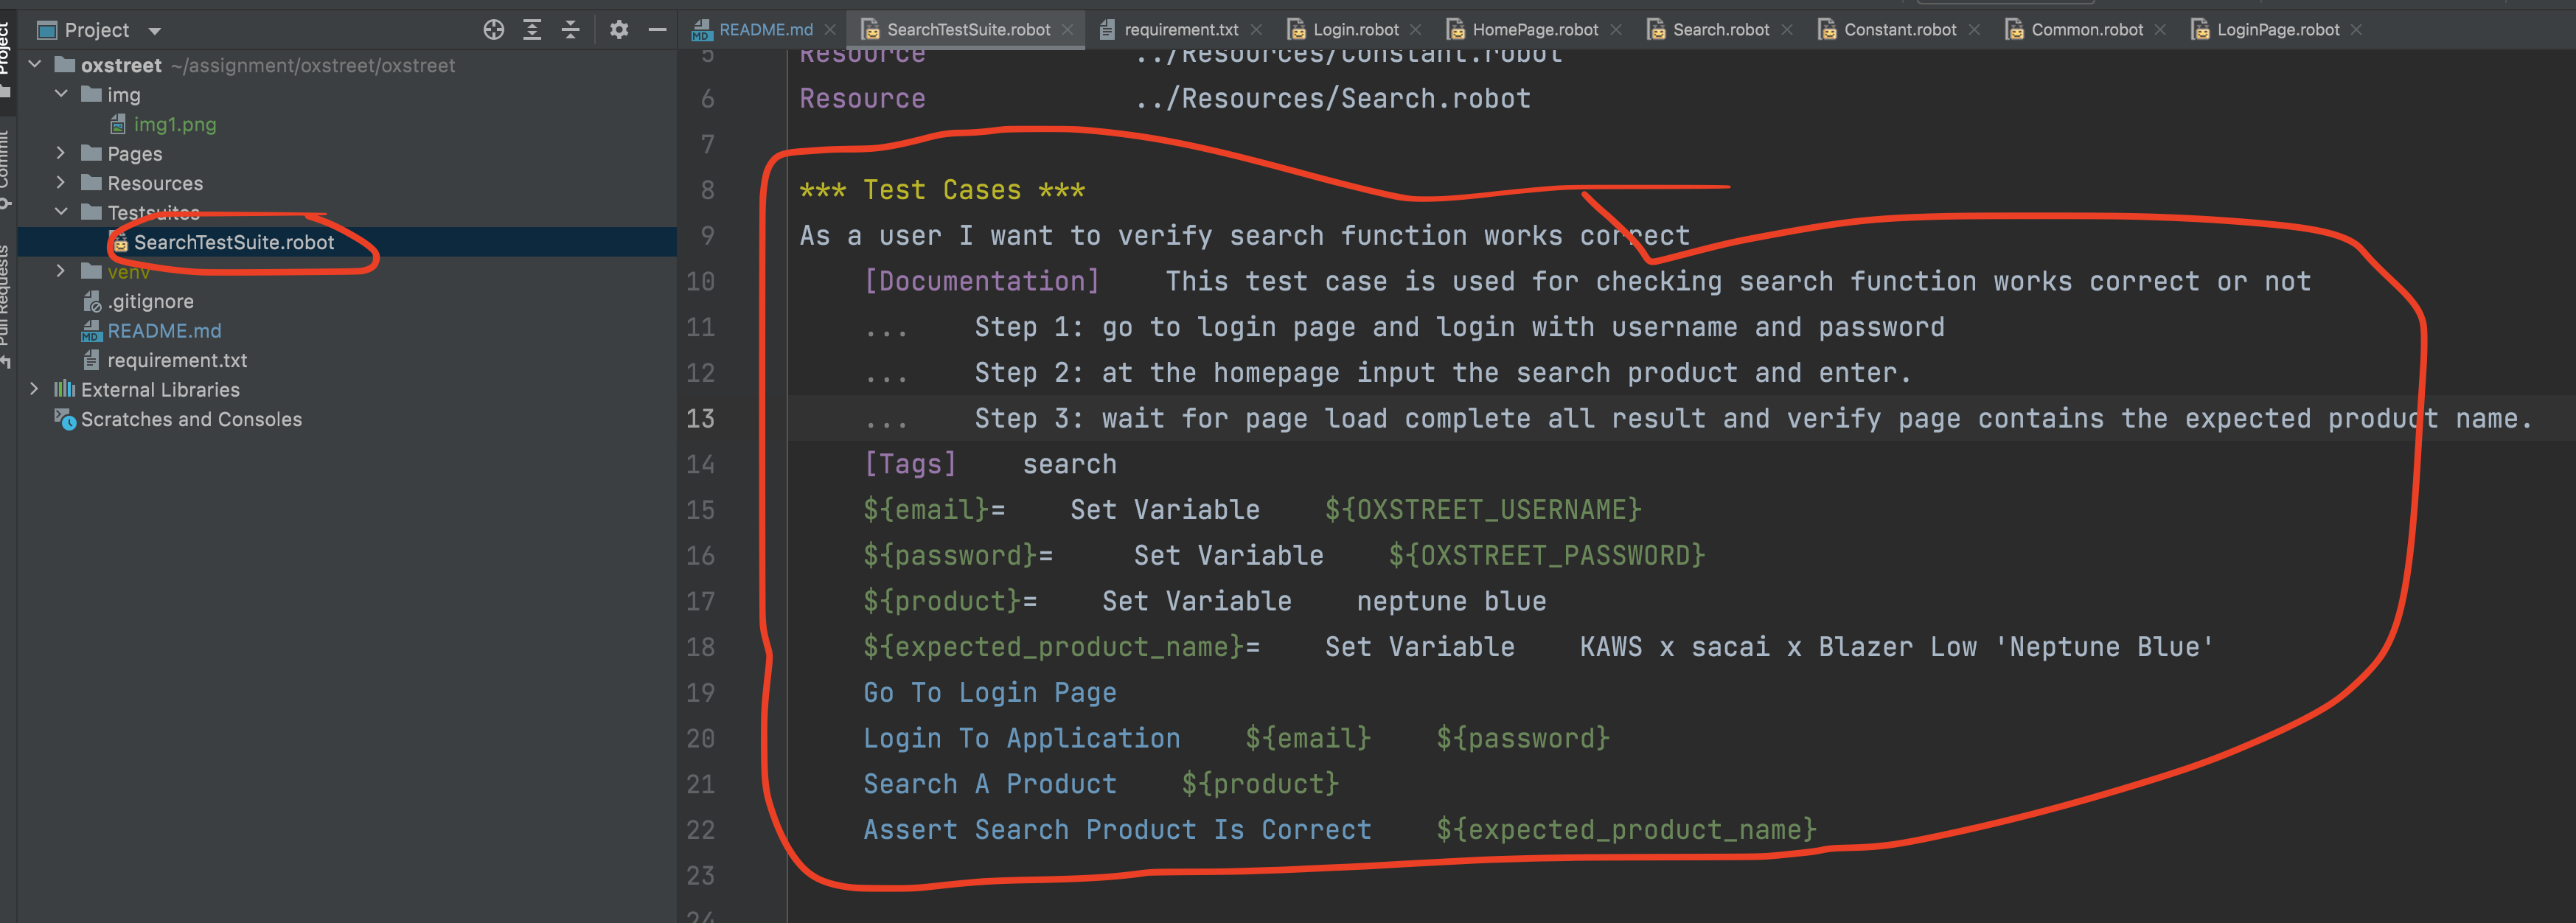 Project
Commit
Pull Requests
Project
README.md
SearchTestSuite.robot
requirement.txt
Login.robot
HomePage.robot
Search.robot
Constant.robot
Common.robot
LoginPage.robot
oxstreet ~/assignment/oxstreet/oxstreet
img
img1.png
Pages
Resources
Testsuites
SearchTestSuite.robot
venv
.gitignore
README.md
requirement.txt
External Libraries
Scratches and Consoles
5 Resource ../Resources/Constant.robot
6 Resource ../Resources/Search.robot
7
8 *** Test Cases ***
9 As a user I want to verify search function works correct
10 [Documentation] This test case is used for checking search function works correct or not
11 ... Step 1: go to login page and login with username and password
12 ... Step 2: at the homepage input the search product and enter.
13 ... Step 3: wait for page load complete all result and verify page contains the expected product name.
14 [Tags] search
15 ${email}= Set Variable ${OXSTREET_USERNAME}
16 ${password}= Set Variable ${OXSTREET_PASSWORD}
17 ${product}= Set Variable neptune blue
18 ${expected_product_name}= Set Variable KAWS x sacai x Blazer Low 'Neptune Blue'
19 Go To Login Page
20 Login To Application ${email} ${password}
21 Search A Product ${product}
22 Assert Search Product Is Correct ${expected_product_name}
23
24